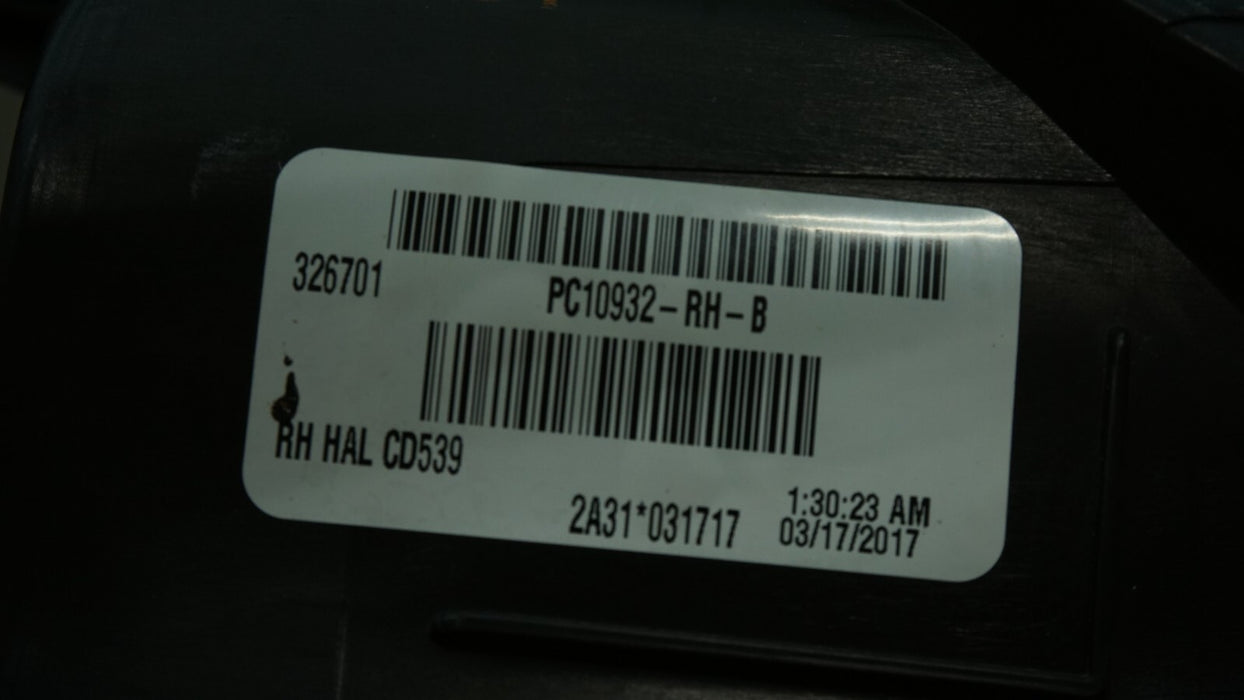 326701
PC10932-RH-B
RH HAL CD539
2A31*031717
1:30:23 AM
03/17/2017